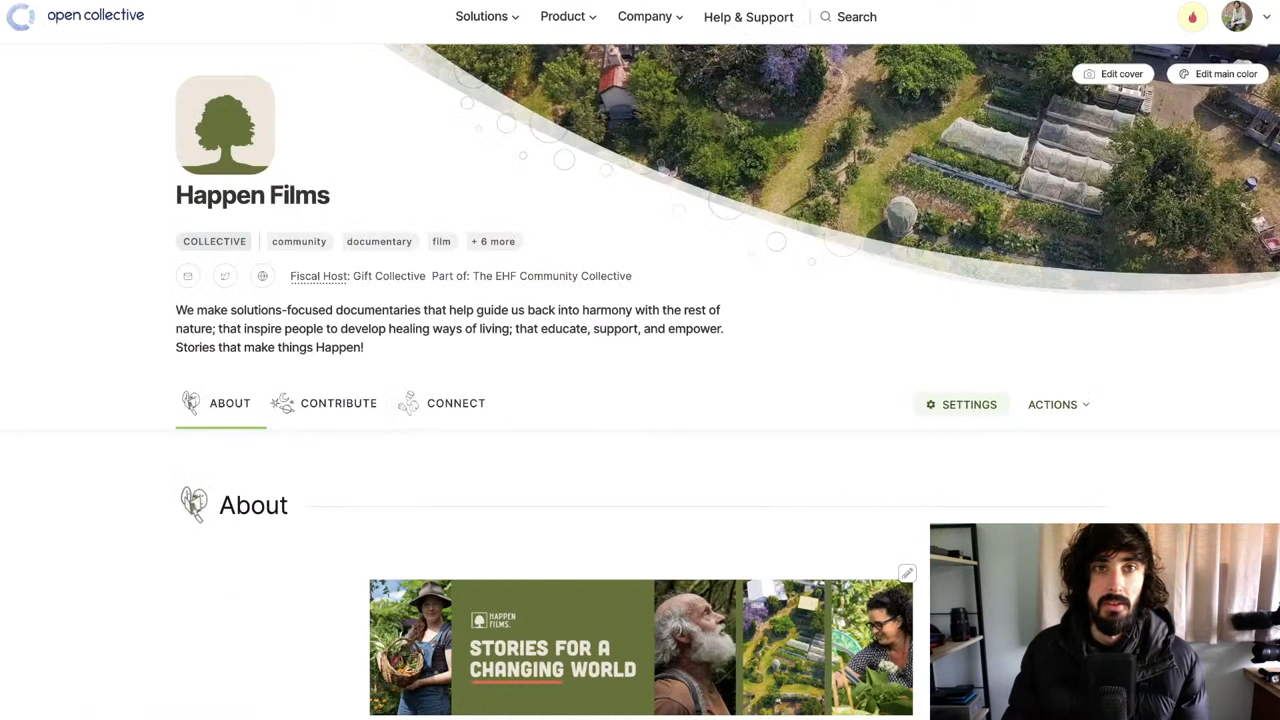 open collective
Solutions
Product
Company
Help & Support
Search
Edit cover
Edit main color
Happen Films
COLLECTIVE
community
documentary
film
+ 6 more
Fiscal Host: Gift Collective Part of: The EHF Community Collective
We make solutions-focused documentaries that help guide us back into harmony with the rest of
nature; that inspire people to develop healing ways of living; that educate, support, and empower.
Stories that make things Happen!
ABOUT
CONTRIBUTE
CONNECT
SETTINGS
ACTIONS
About
HAPPEN
FILMS.
STORIES FOR A
CHANGING WORLD